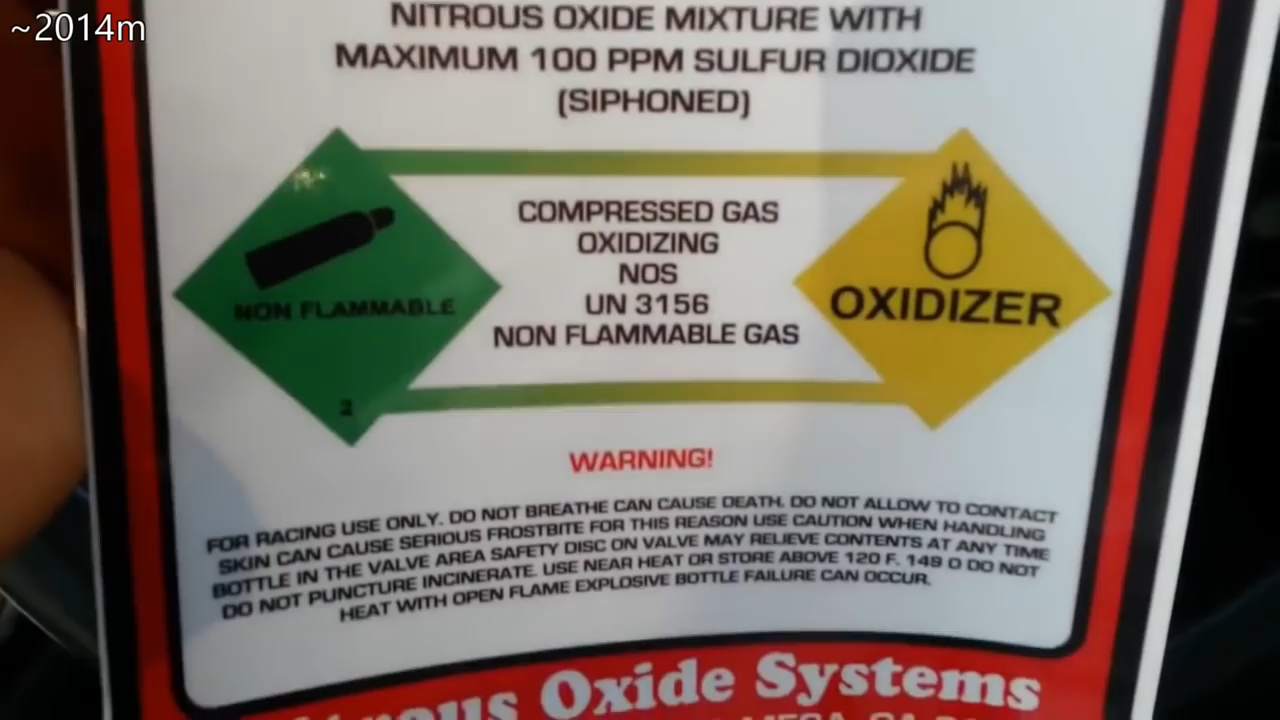 ~2014m
NITROUS OXIDE MIXTURE WITH
MAXIMUM 100 PPM SULFUR DIOXIDE
(SIPHONED)
NON FLAMMABLE
2
COMPRESSED GAS
OXIDIZING
NOS
UN 3156
NON FLAMMABLE GAS
OXIDIZER
WARNING!
FOR RACING USE ONLY. DO NOT BREATHE CAN CAUSE DEATH. DO NOT ALLOW TO CONTACT
SKIN CAN CAUSE SERIOUS FROSTBITE FOR THIS REASON USE CAUTION WHEN HANDLING
BOTTLE IN THE VALVE AREA SAFETY DISC ON VALVE MAY RELIEVE CONTENTS AT ANY TIME
DO NOT PUNCTURE INCINERATE. USE NEAR HEAT OR STORE ABOVE 120 F. 149 0 DO NOT
HEAT WITH OPEN FLAME EXPLOSIVE BOTTLE FAILURE CAN OCCUR.
Oxide Systems